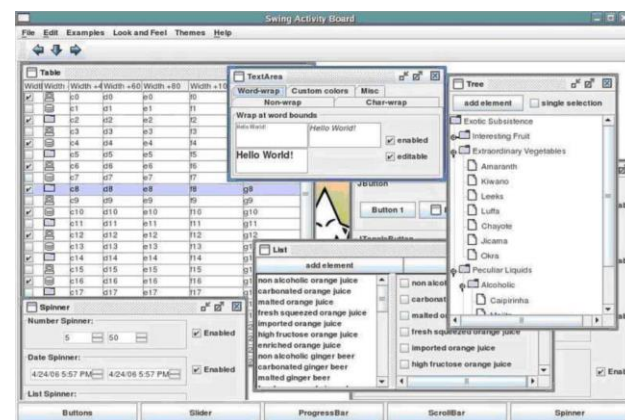 Swing Activity Board
File Edit Examples Look and Feel Themes Help
Table
Width +60 Width +80
c0 d0 e0 f0
c1 d1 e1 f1
c2 d2 e2 f2
c3 d3 e3 f3
c4 d4 e4 f4
c5 d5 e5 f5
c6 d6 e6 f6
c7 d7 e7 f7
c8 d8 e8 f8 g8
c9 d9 e9 f9
c10 d10 e10 f10
c11 d11 e11 f11
c12 d12 e12 f12
c13 d13 e13 f13
c14 d14 e14 f14
c15 d15 e15 f15
c16 d16 e16 f16
c17 d17 e17 f17
TextArea
Word-wrap Custom colors Misc
Non-wrap Char-wrap
Wrap at word bounds
Hello World!
Hello World!
Hello World!
enabled
editable
Tree
add element single selection
Exotic Subsistence
Interesting Fruit
Extraordinary Vegetables
Amaranth
Kiwano
Leeks
Luffa
Chayote
Jicama
Okra
Peculiar Liquids
Alcoholic
Caipirinha
JButton
Button 1
List
add element
non alcoholic orange juice
carbonated orange juice
malted orange juice
fresh squeezed orange juice
imported orange juice
high fructose orange juice
enriched orange juice
non alcoholic ginger beer
carbonated ginger beer
malted ginger beer
fresh squeezed orange juice
imported orange juice
high fructose orange juice
Spinner
Number Spinner:
5 50 Enabled
Date Spinner:
4/24/06 5:57 PM 4/24/06 5:57 PM Enabled
List Spinner:
Buttons Slider ProgressBar ScrollBar Spinner